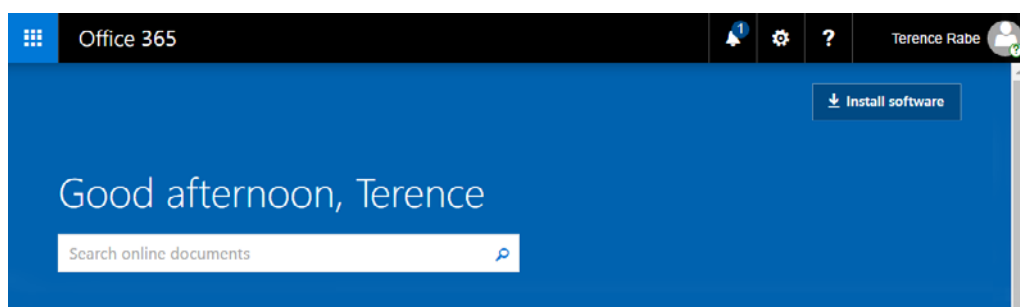 Office 365
1
?
Terence Rabe
?
Install software
Good afternoon, Terence
Search online documents